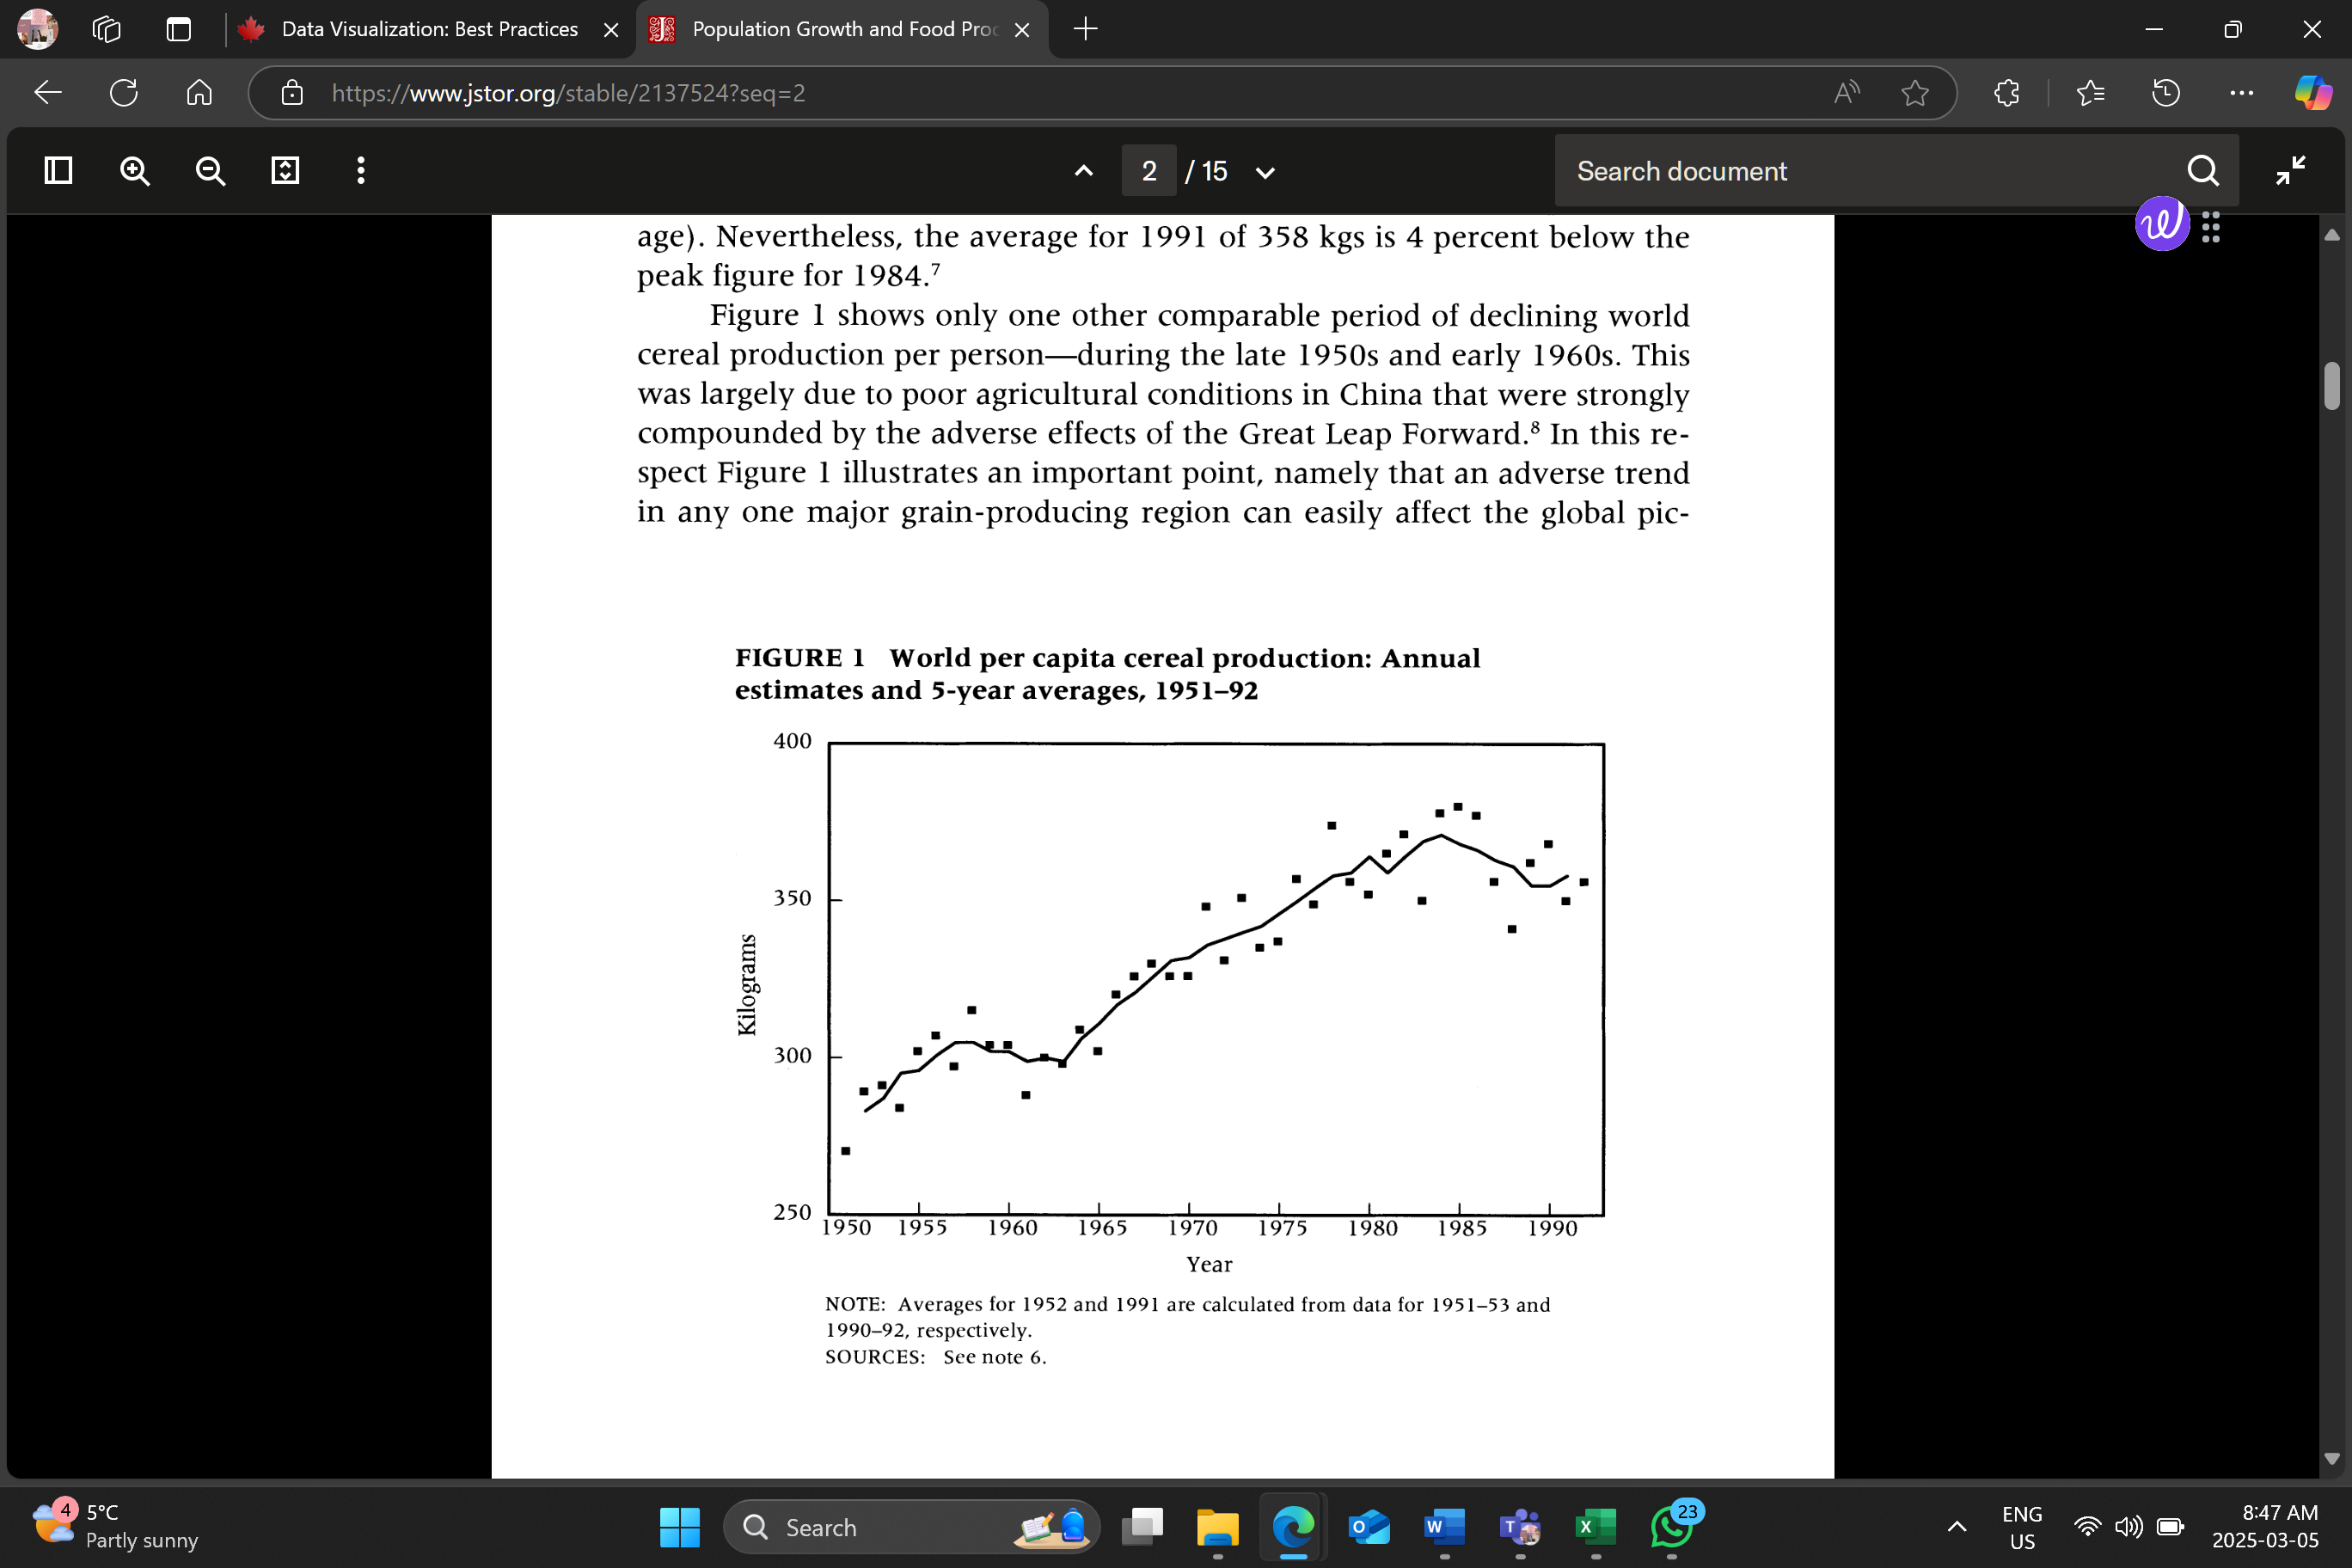 Data Visualization: Best Practices
Population Growth and Food Proc
https://www.jstor.org/stable/2137524?seq=2
2 / 15
Search document
age). Nevertheless, the average for 1991 of 358 kgs is 4 percent below the
peak figure for 1984.7
Figure 1 shows only one other comparable period of declining world
cereal production per person—during the late 1950s and early 1960s. This
was largely due to poor agricultural conditions in China that were strongly
compounded by the adverse effects of the Great Leap Forward.8 In this re-
spect Figure 1 illustrates an important point, namely that an adverse trend
in any one major grain-producing region can easily affect the global pic-
FIGURE 1 World per capita cereal production: Annual
estimates and 5-year averages, 1951–92
400
350
300
250
Kilograms
1950 1955 1960 1965 1970 1975 1980 1985 1990
Year
NOTE: Averages for 1952 and 1991 are calculated from data for 1951–53 and
1990–92, respectively.
SOURCES: See note 6.
4
5°C
Partly sunny
Search
23
ENG
US
8:47 AM
2025-03-05